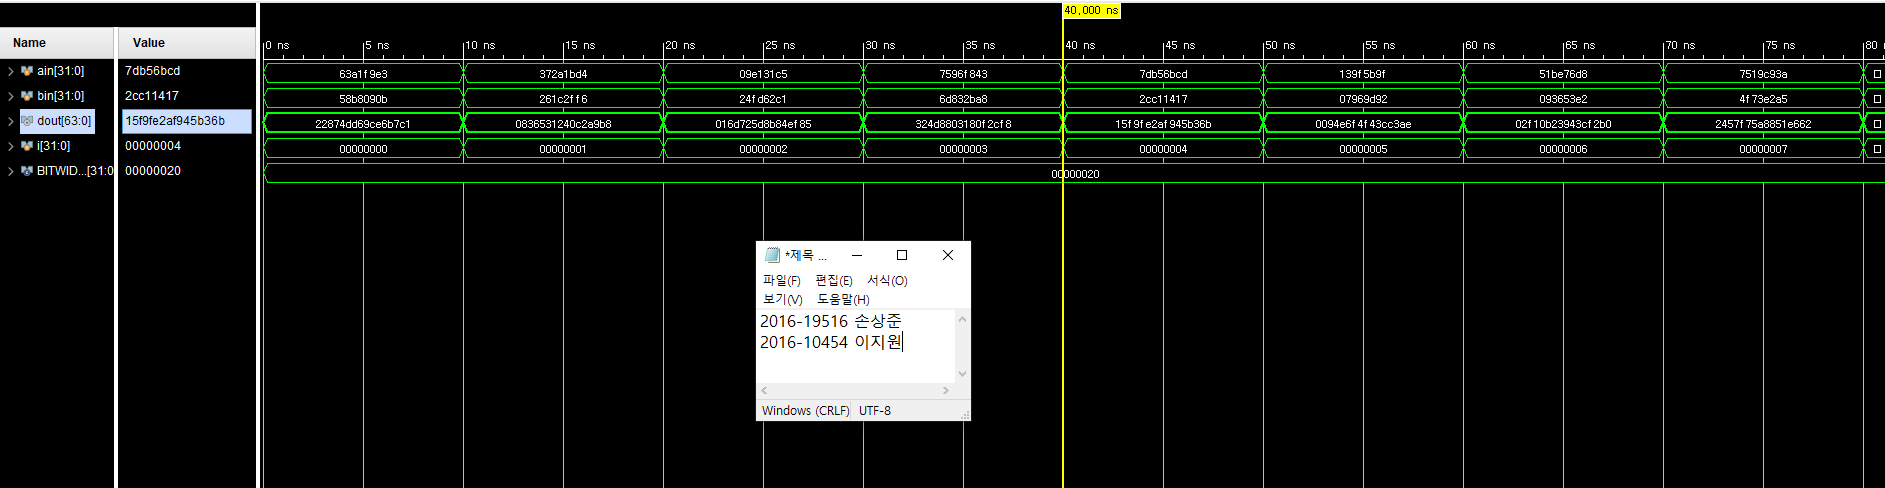 40,000 ns
Name Value
0 ns 5 ns 10 ns 15 ns 20 ns 25 ns 30 ns 35 ns 40 ns 45 ns 50 ns 55 ns 60 ns 65 ns 70 ns 75 ns 80
ain[31:0] 7db56bcd 63a1f9e3 372a1bd4 09e131c5 7596f843 7db56bcd 139f5b9f 51be76d8 7519c93a
bin[31:0] 2cc11417 58b8090b 261c2ff6 24fd62c1 6d832ba8 2cc11417 07969d92 093653e2 4f73e2a5
dout[63:0] 15f9fe2af945b36b 22874dd69ce6b7c1 0836531240c2a9b8 016d725d8b84ef85 324d8803180f2cf8 15f9fe2af945b36b 0094e6f4f43cc3ae 02f10b23943cf2b0 2457f75a8851e662
i[31:0] 00000004 00000000 00000001 00000002 00000003 00000004 00000005 00000006 00000007
BITWID...[31:0 00000020 00000020
*제목 ...
파일(F) 편집(E) 서식(O)
보기(V) 도움말(H)
2016-19516 손상준
2016-10454 이지원
Windows (CRLF) UTF-8